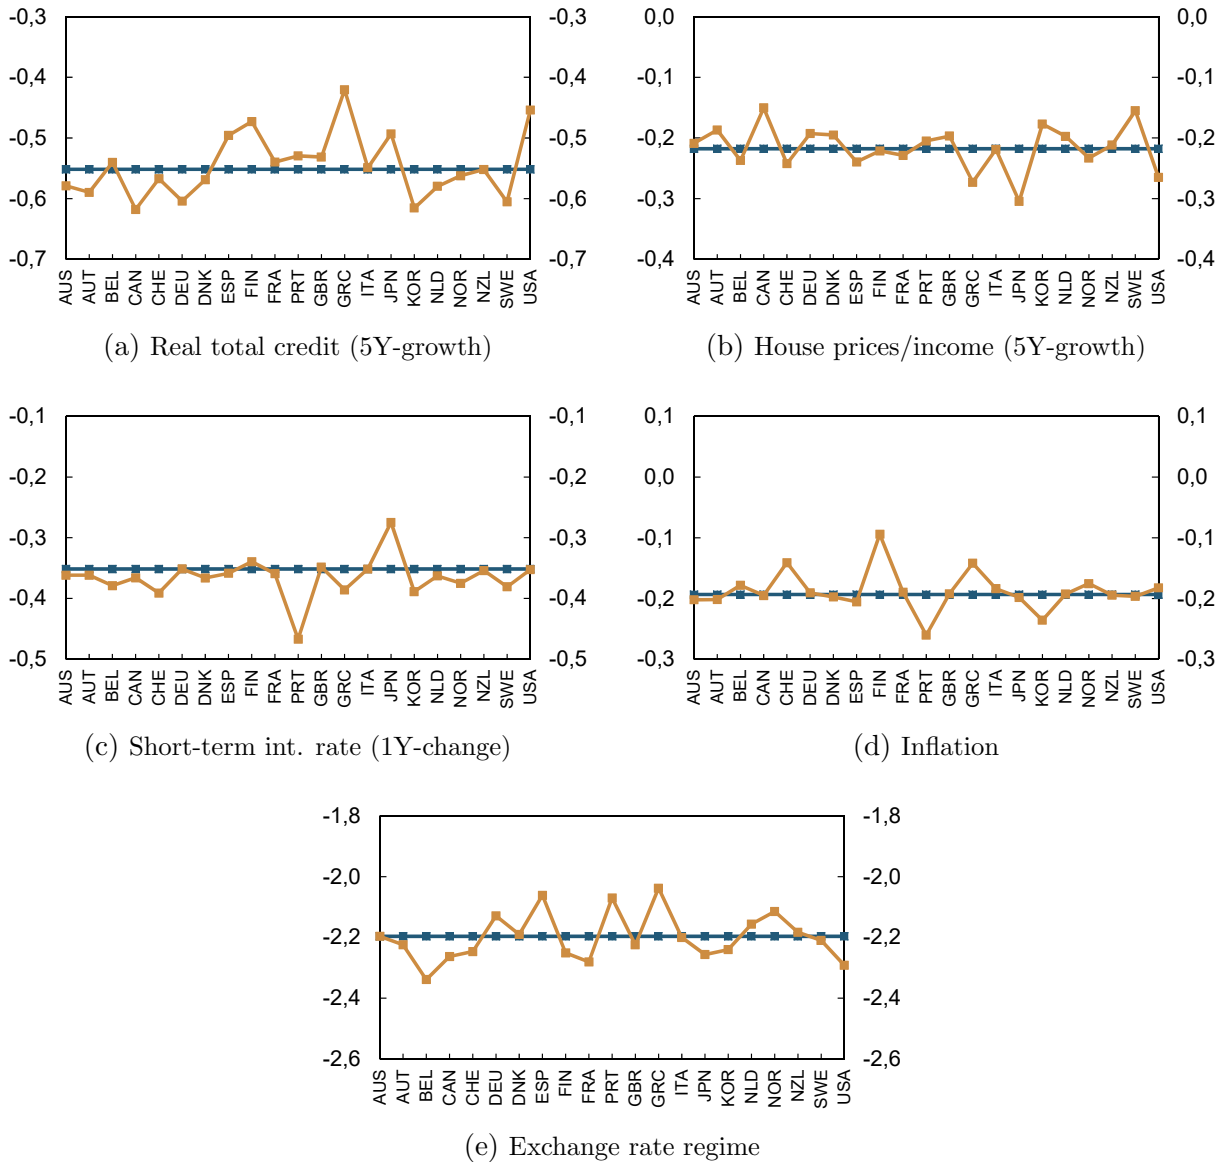 -0,3 -0,3 0,0 0,0
-0,4 -0,4 -0,1 -0,1
-0,5 -0,5 -0,2 -0,2
-0,6 -0,6 -0,3 -0,3
-0,7 -0,7 -0,4 -0,4
AUS AUT BEL CAN CHE DEU DNK ESP FIN FRA PRT GBR GRC ITA JPN KOR NLD NOR NZL SWE USA
AUS AUT BEL CAN CHE DEU DNK ESP FIN FRA PRT GBR GRC ITA JPN KOR NLD NOR NZL SWE USA
(a) Real total credit (5Y-growth)
(b) House prices/income (5Y-growth)
-0,1 -0,1 0,1 0,1
-0,2 -0,2 0,0 0,0
-0,3 -0,3 -0,1 -0,1
-0,4 -0,4 -0,2 -0,2
-0,5 -0,5 -0,3 -0,3
AUS AUT BEL CAN CHE DEU DNK ESP FIN FRA PRT GBR GRC ITA JPN KOR NLD NOR NZL SWE USA
AUS AUT BEL CAN CHE DEU DNK ESP FIN FRA PRT GBR GRC ITA JPN KOR NLD NOR NZL SWE USA
(c) Short-term int. rate (1Y-change)
(d) Inflation
-1,8 -1,8
-2,0 -2,0
-2,2 -2,2
-2,4 -2,4
-2,6 -2,6
AUS AUT BEL CAN CHE DEU DNK ESP FIN FRA PRT GBR GRC ITA JPN KOR NLD NOR NZL SWE USA
(e) Exchange rate regime